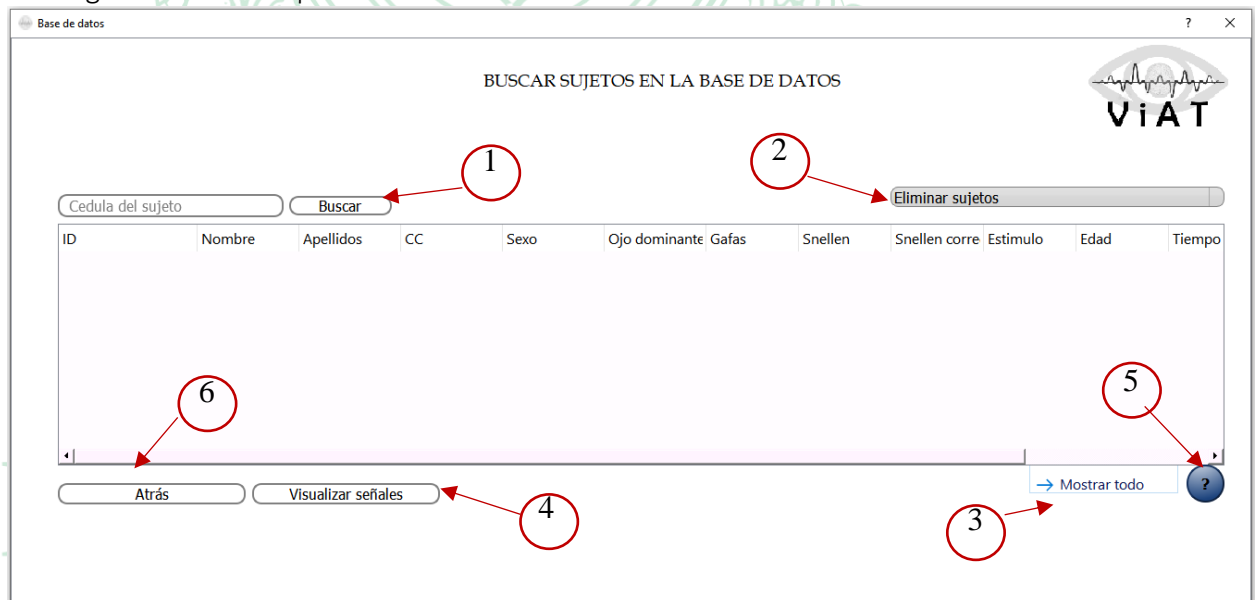 Base de datos ? ×
BUSCAR SUJETOS EN LA BASE DE DATOS
ViAT
1
2
Cedula del sujeto Buscar Eliminar sujetos
ID Nombre Apellidos CC Sexo Ojo dominante Gafas Snellen Snellen corre Estimulo Edad Tiempo
6
5
Atrás Visualizar señales → Mostrar todo ?
4
3